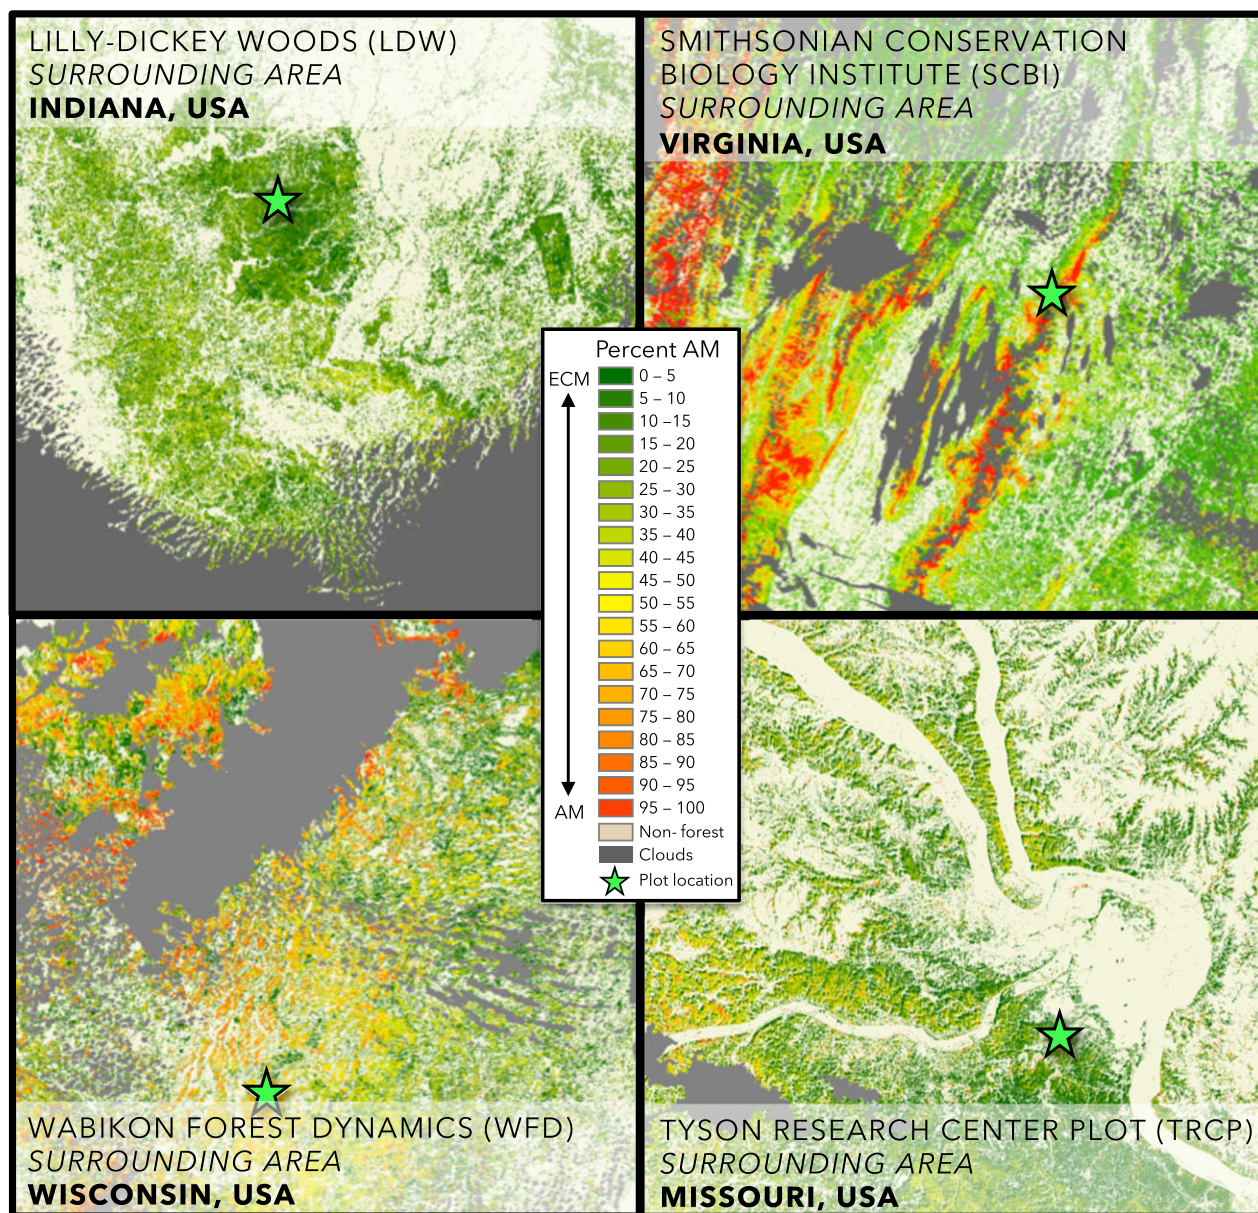 LILLY-DICKEY WOODS (LDW)
SURROUNDING AREA
INDIANA, USA
SMITHSONIAN CONSERVATION
BIOLOGY INSTITUTE (SCBI)
SURROUNDING AREA
VIRGINIA, USA
Percent AM
ECM
0 – 5
5 – 10
10 –15
15 – 20
20 – 25
25 – 30
30 – 35
35 – 40
40 – 45
45 – 50
50 – 55
55 – 60
60 – 65
65 – 70
70 – 75
75 – 80
80 – 85
85 – 90
90 – 95
95 – 100
AM
Non- forest
Clouds
Plot location
WABIKON FOREST DYNAMICS (WFD)
SURROUNDING AREA
WISCONSIN, USA
TYSON RESEARCH CENTER PLOT (TRCP)
SURROUNDING AREA
MISSOURI, USA